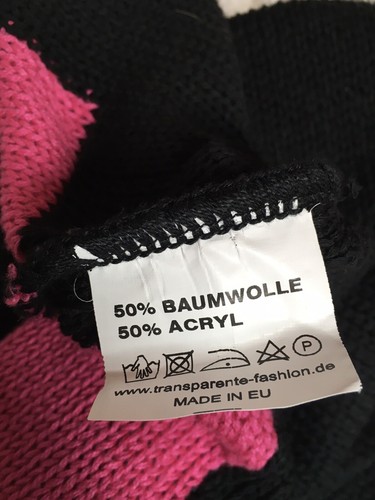 50% BAUMWOLLE
50% ACRYL
P
www.transparente-fashion.de
MADE IN EU